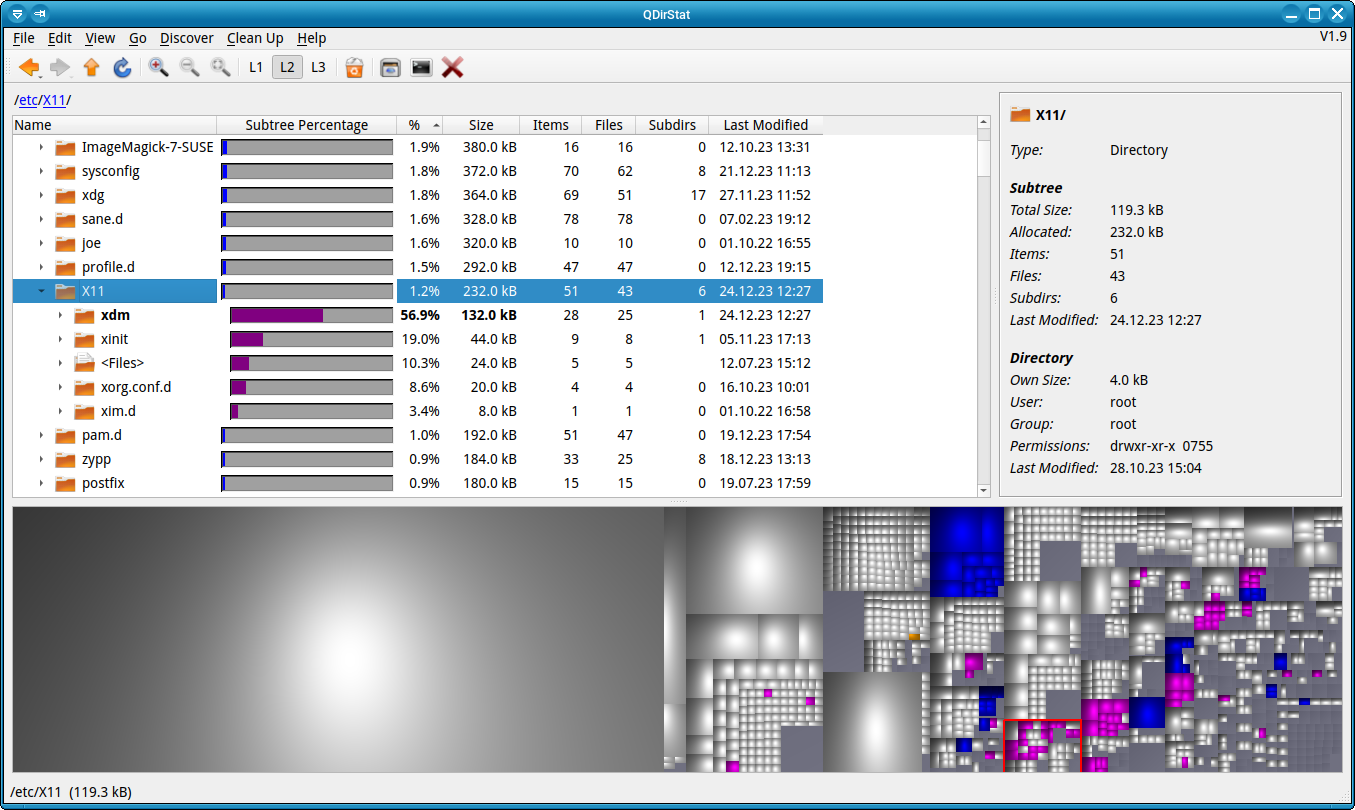 QDirStat
File Edit View Go Discover Clean Up Help V1.9
L1 L2 L3
/etc/X11/
Name Subtree Percentage % Size Items Files Subdirs Last Modified
ImageMagick-7-SUSE 1.9% 380.0 kB 16 16 0 12.10.23 13:31
sysconfig 1.8% 372.0 kB 70 62 8 21.12.23 11:13
xdg 1.8% 364.0 kB 69 51 17 27.11.23 11:52
sane.d 1.6% 328.0 kB 78 78 0 07.02.23 19:12
joe 1.6% 320.0 kB 10 10 0 01.10.22 16:55
profile.d 1.5% 292.0 kB 47 47 0 12.12.23 19:15
X11 1.2% 232.0 kB 51 43 6 24.12.23 12:27
xdm 56.9% 132.0 kB 28 25 1 24.12.23 12:27
xinit 19.0% 44.0 kB 9 8 1 05.11.23 17:13
<Files> 10.3% 24.0 kB 5 5 12.07.23 15:12
xorg.conf.d 8.6% 20.0 kB 4 4 0 16.10.23 10:01
xim.d 3.4% 8.0 kB 1 1 0 01.10.22 16:58
pam.d 1.0% 192.0 kB 51 47 0 19.12.23 17:54
zypp 0.9% 184.0 kB 33 25 8 18.12.23 13:13
postfix 0.9% 180.0 kB 15 15 0 19.07.23 17:59
X11/
Type: Directory
Subtree
Total Size: 119.3 kB
Allocated: 232.0 kB
Items: 51
Files: 43
Subdirs: 6
Last Modified: 24.12.23 12:27
Directory
Own Size: 4.0 kB
User: root
Group: root
Permissions: drwxr-xr-x 0755
Last Modified: 28.10.23 15:04
/etc/X11 (119.3 kB)